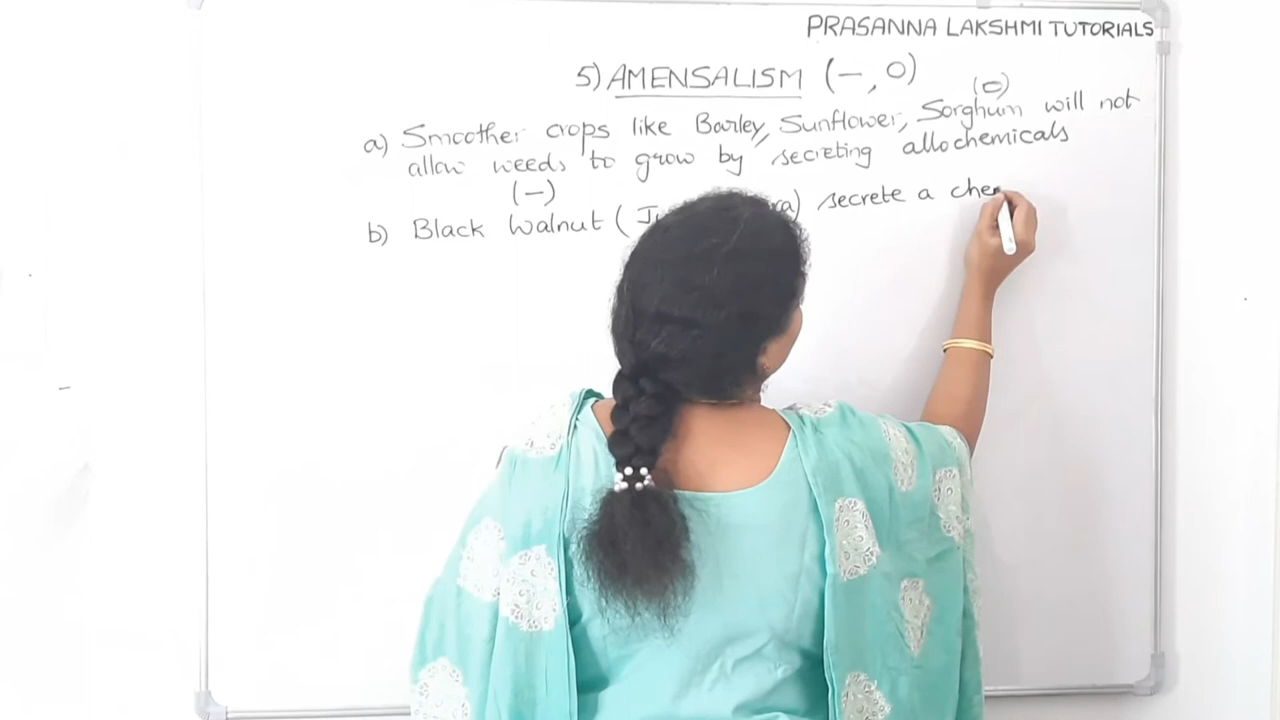 PRASANNA LAKSHMI TUTORIALS
5) AMENSALISM (-, 0)
(0)
a) Smoother crops like Barley, Sunflower, Sorghum will not
allow weeds to grow by secreting allochemicals
(-)
b) Black Walnut ( secrete a che